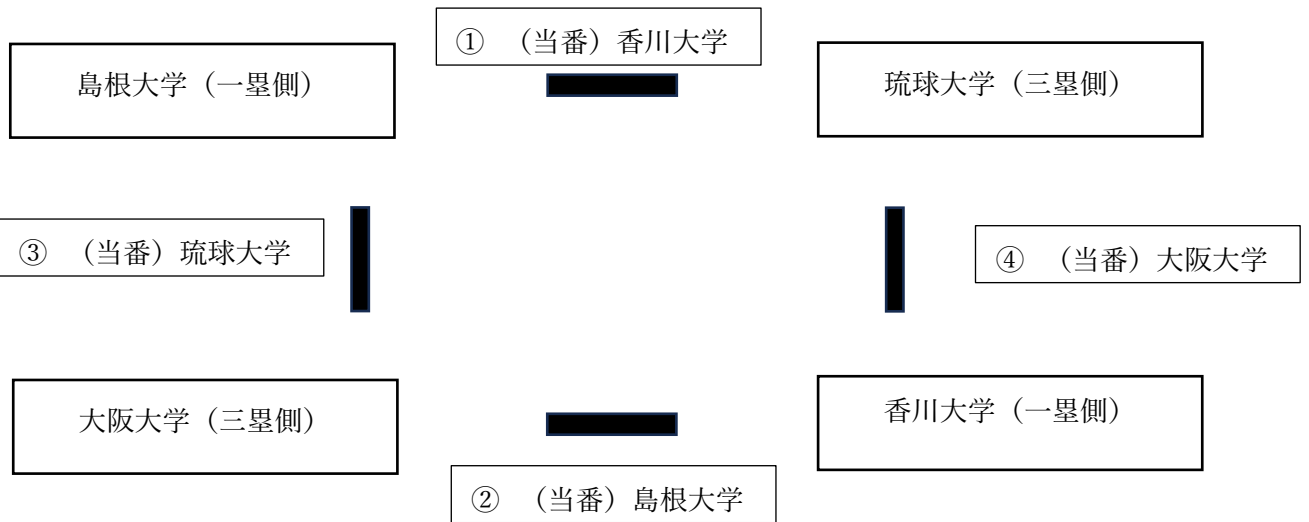 ① （当番）香川大学
島根大学（一塁側）
琉球大学（三塁側）
③ （当番）琉球大学
④ （当番）大阪大学
大阪大学（三塁側）
香川大学（一塁側）
② （当番）島根大学